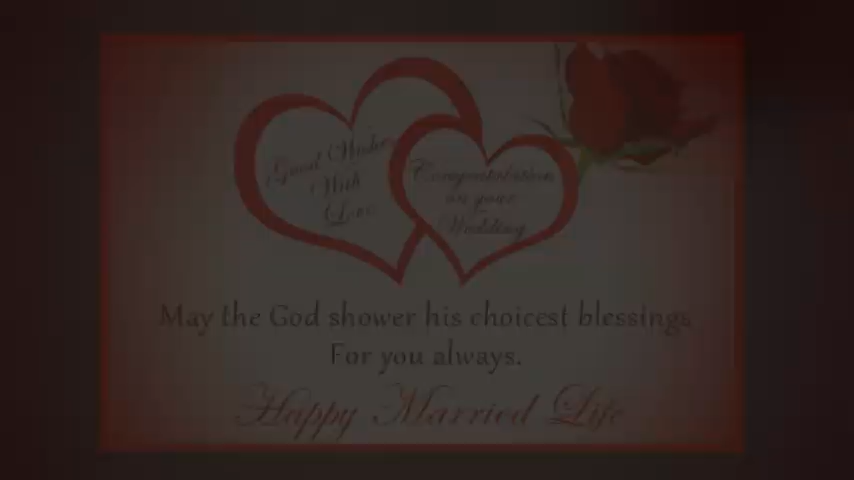 Good Wishes
With
Love
Congratulation
on your
Wedding
May the God shower his choicest blessings
For you always.
Happy Married Life